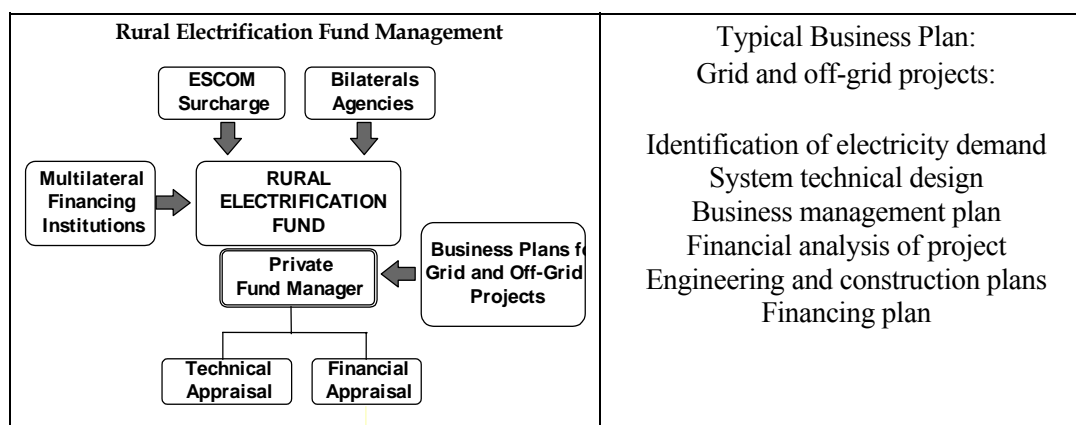 Rural Electrification Fund Management
ESCOM
Surcharge
Bilaterals
Agencies
Multilateral
Financing
Institutions
RURAL
ELECTRIFICATION
FUND
Private
Fund Manager
Business Plans f
Grid and Off-Grid
Projects
Technical
Appraisal
Financial
Appraisal
Typical Business Plan:
Grid and off-grid projects:
Identification of electricity demand
System technical design
Business management plan
Financial analysis of project
Engineering and construction plans
Financing plan